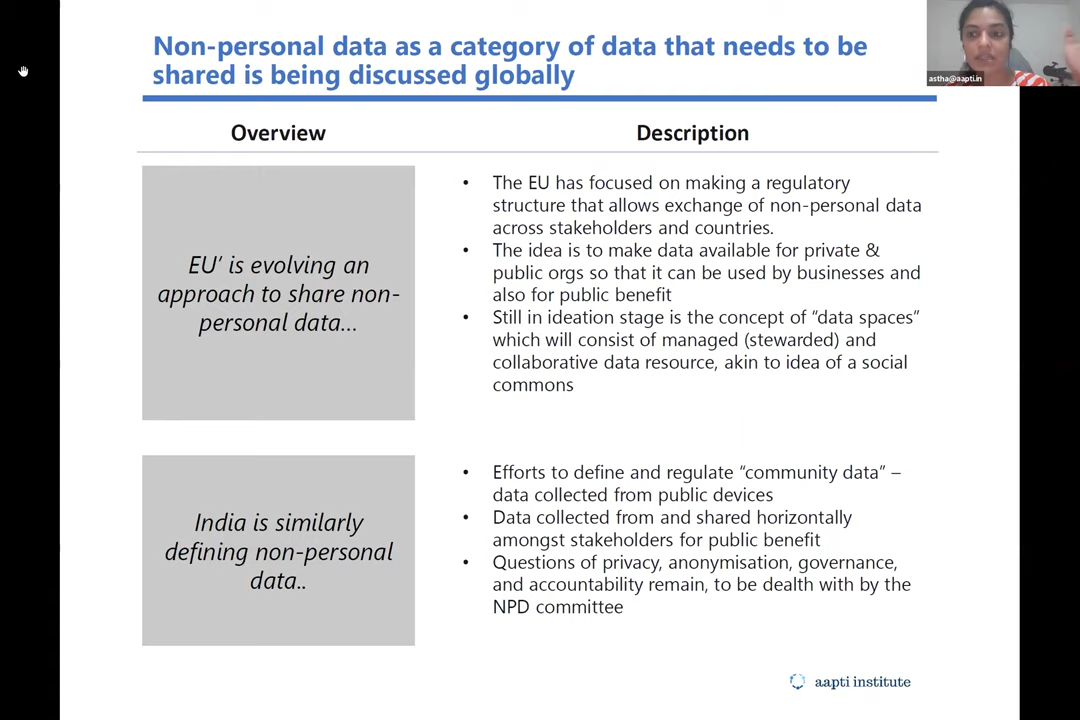 Non-personal data as a category of data that needs to be
shared is being discussed globally
astha@aapti.in
Overview
Description
EU' is evolving an
approach to share non-
personal data...
• The EU has focused on making a regulatory
structure that allows exchange of non-personal data
across stakeholders and countries.
• The idea is to make data available for private &
public orgs so that it can be used by businesses and
also for public benefit
• Still in ideation stage is the concept of “data spaces”
which will consist of managed (stewarded) and
collaborative data resource, akin to idea of a social
commons
India is similarly
defining non-personal
data..
• Efforts to define and regulate “community data” –
data collected from public devices
• Data collected from and shared horizontally
amongst stakeholders for public benefit
• Questions of privacy, anonymisation, governance,
and accountability remain, to be dealth with by the
NPD committee
aapti institute